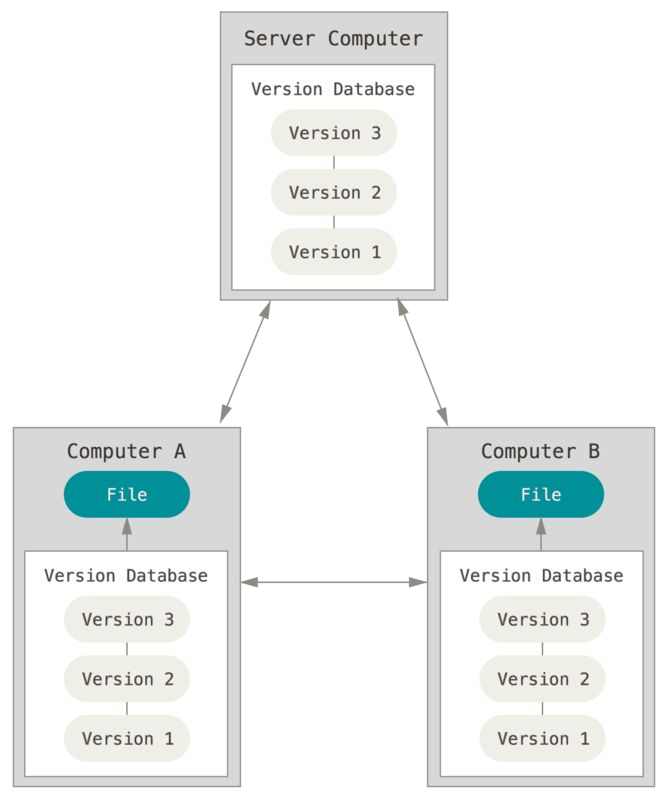 Server Computer
Version Database
Version 3
Version 2
Version 1
Computer A
File
Version Database
Version 3
Version 2
Version 1
Computer B
File
Version Database
Version 3
Version 2
Version 1